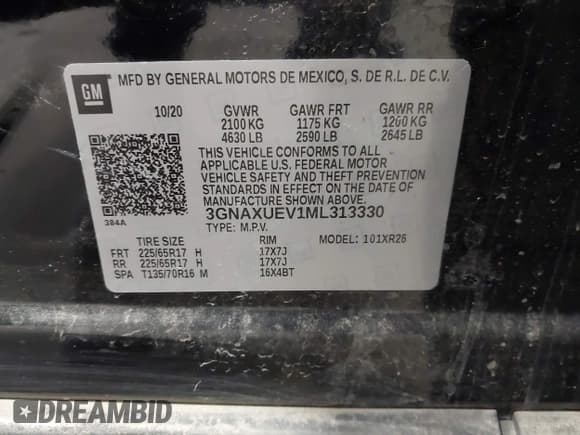 GM
MFD BY GENERAL MOTORS DE MEXICO, S. DE R.L. DE C.V.
10/20 GVWR GAWR FRT GAWR RR
2100 KG 1175 KG 1200 KG
4630 LB 2590 LB 2645 LB
THIS VEHICLE CONFORMS TO ALL
APPLICABLE U.S. FEDERAL MOTOR
VEHICLE SAFETY AND THEFT PREVENTION
STANDARDS IN EFFECT ON THE DATE OF
MANUFACTURE SHOWN ABOVE.
384A
3GNAXUEV1ML313330
TYPE: M.P.V.
TIRE SIZE RIM MODEL: 101XR26
FRT 225/65R17 H 17X7J
RR 225/65R17 H 17X7J
SPA T135/70R16 M 16X4BT
DREAMBID